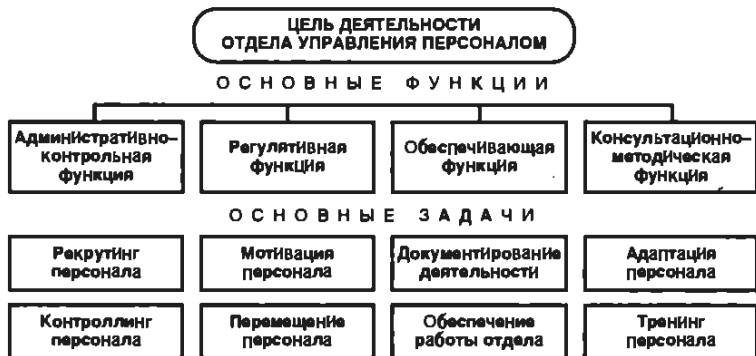 ЦЕЛЬ ДЕЯТЕЛЬНОСТИ
ОТДЕЛА УПРАВЛЕНИЯ ПЕРСОНАЛОМ
ОСНОВНЫЕ ФУНКЦИИ
Административно-
контрольная
функция
Регулятивная
функция
Обеспечивающая
функция
Консультационно-
методическая
функция
ОСНОВНЫЕ ЗАДАЧИ
Рекрутинг
персонала
Мотивация
персонала
Документирование
деятельности
Адаптация
персонала
Контроллинг
персонала
Перемещение
персонала
Обеспечение
работы отдела
Тренинг
персонала